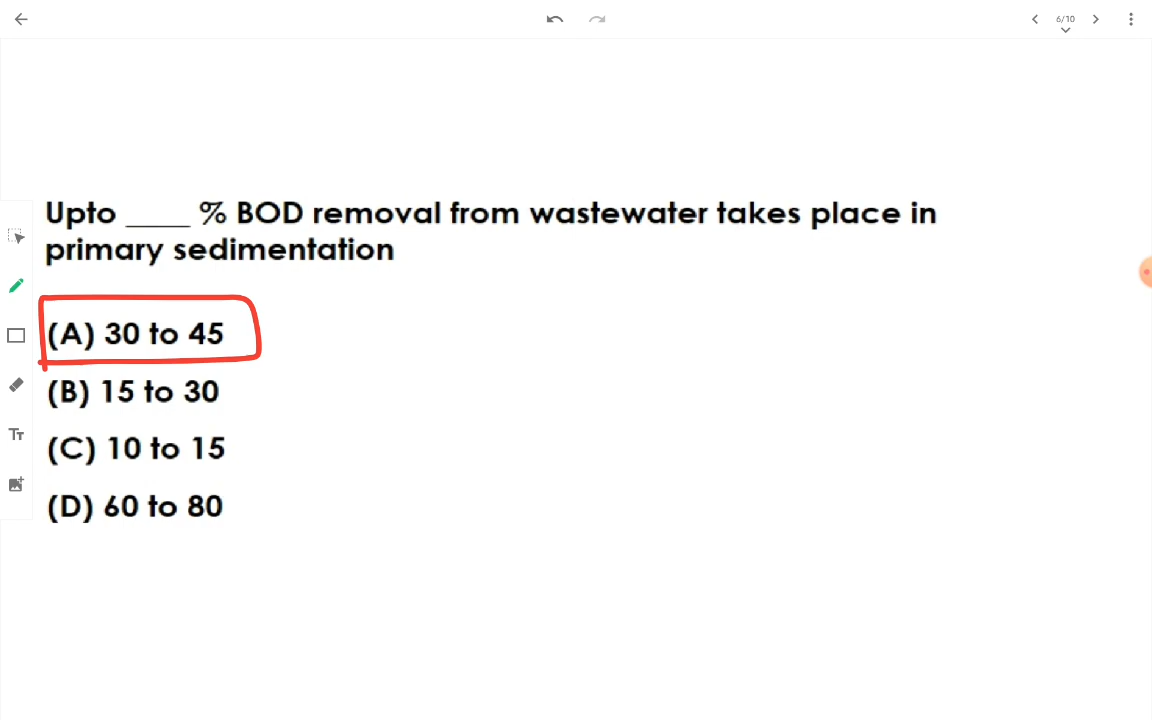 6/10
Upto ____ % BOD removal from wastewater takes place in
primary sedimentation
(A) 30 to 45
(B) 15 to 30
(C) 10 to 15
(D) 60 to 80
TT